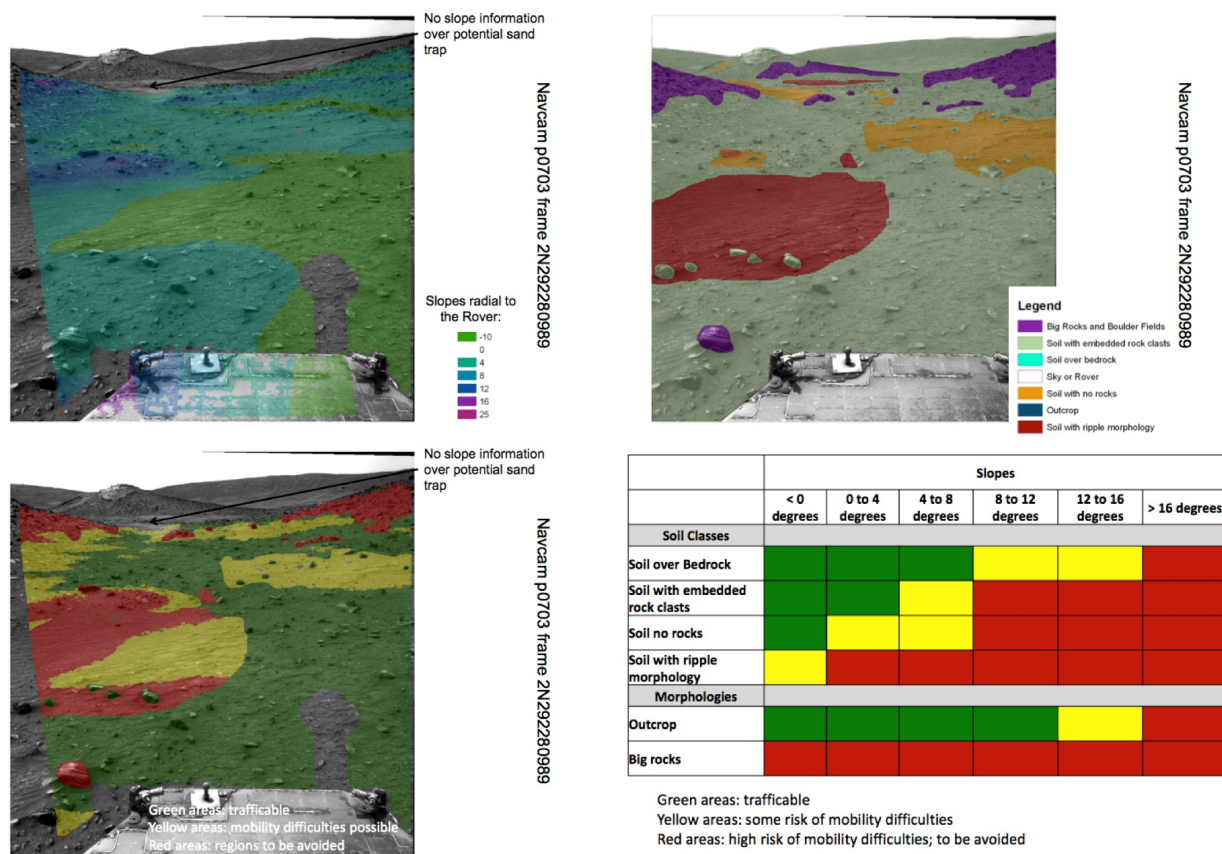 No slope information
over potential sand
trap
Navcam p0703 frame 2N292280989
Slopes radial to
the Rover:
-10
0
4
8
12
16
25
Navcam p0703 frame 2N292280989
Legend
Big Rocks and Boulder Fields
Soil with embedded rock clasts
Soil over bedrock
Sky or Rover
Soil with no rocks
Outcrop
Soil with ripple morphology
No slope information
over potential sand
trap
Navcam p0703 frame 2N292280989
Green areas: trafficable
Yellow areas: mobility difficulties possible
Red areas: regions to be avoided
Slopes
< 0 degrees
0 to 4 degrees
4 to 8 degrees
8 to 12 degrees
12 to 16 degrees
> 16 degrees
Soil Classes
Soil over Bedrock
Soil with embedded
rock clasts
Soil no rocks
Soil with ripple
morphology
Morphologies
Outcrop
Big rocks
Green areas: trafficable
Yellow areas: some risk of mobility difficulties
Red areas: high risk of mobility difficulties; to be avoided